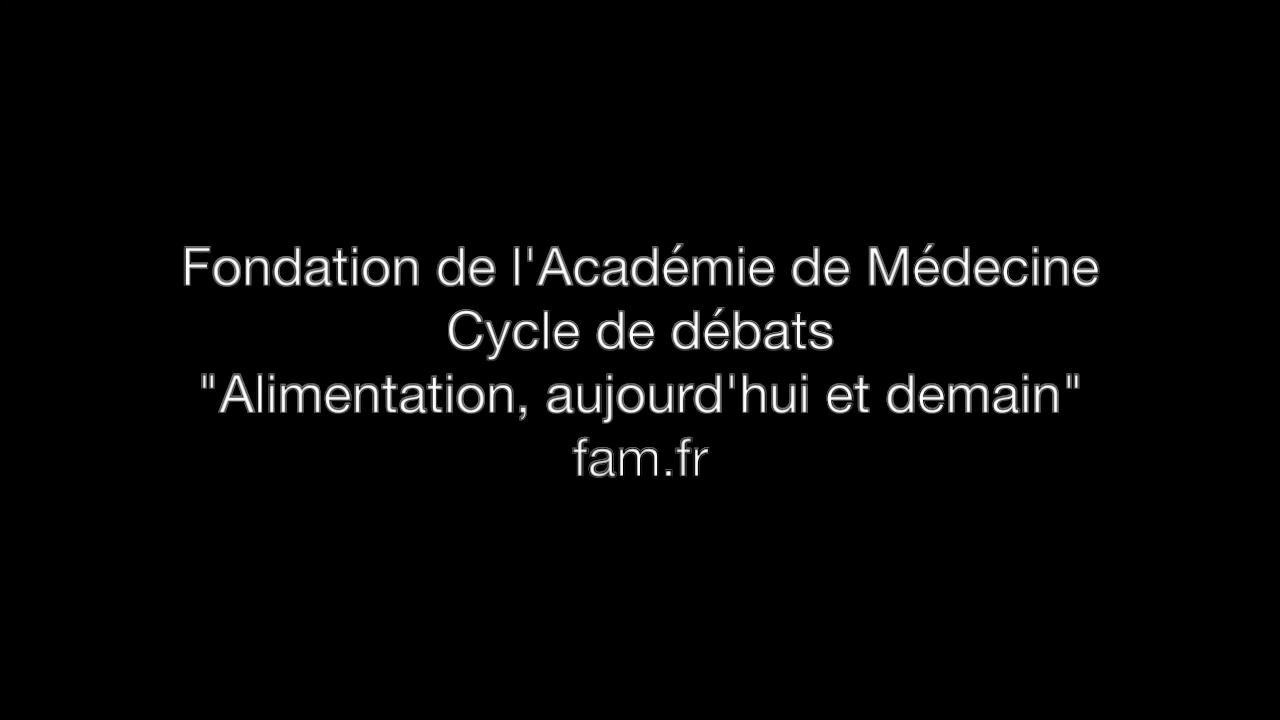 Fondation de l'Académie de Médecine
Cycle de débats
"Alimentation, aujourd'hui et demain"
fam.fr